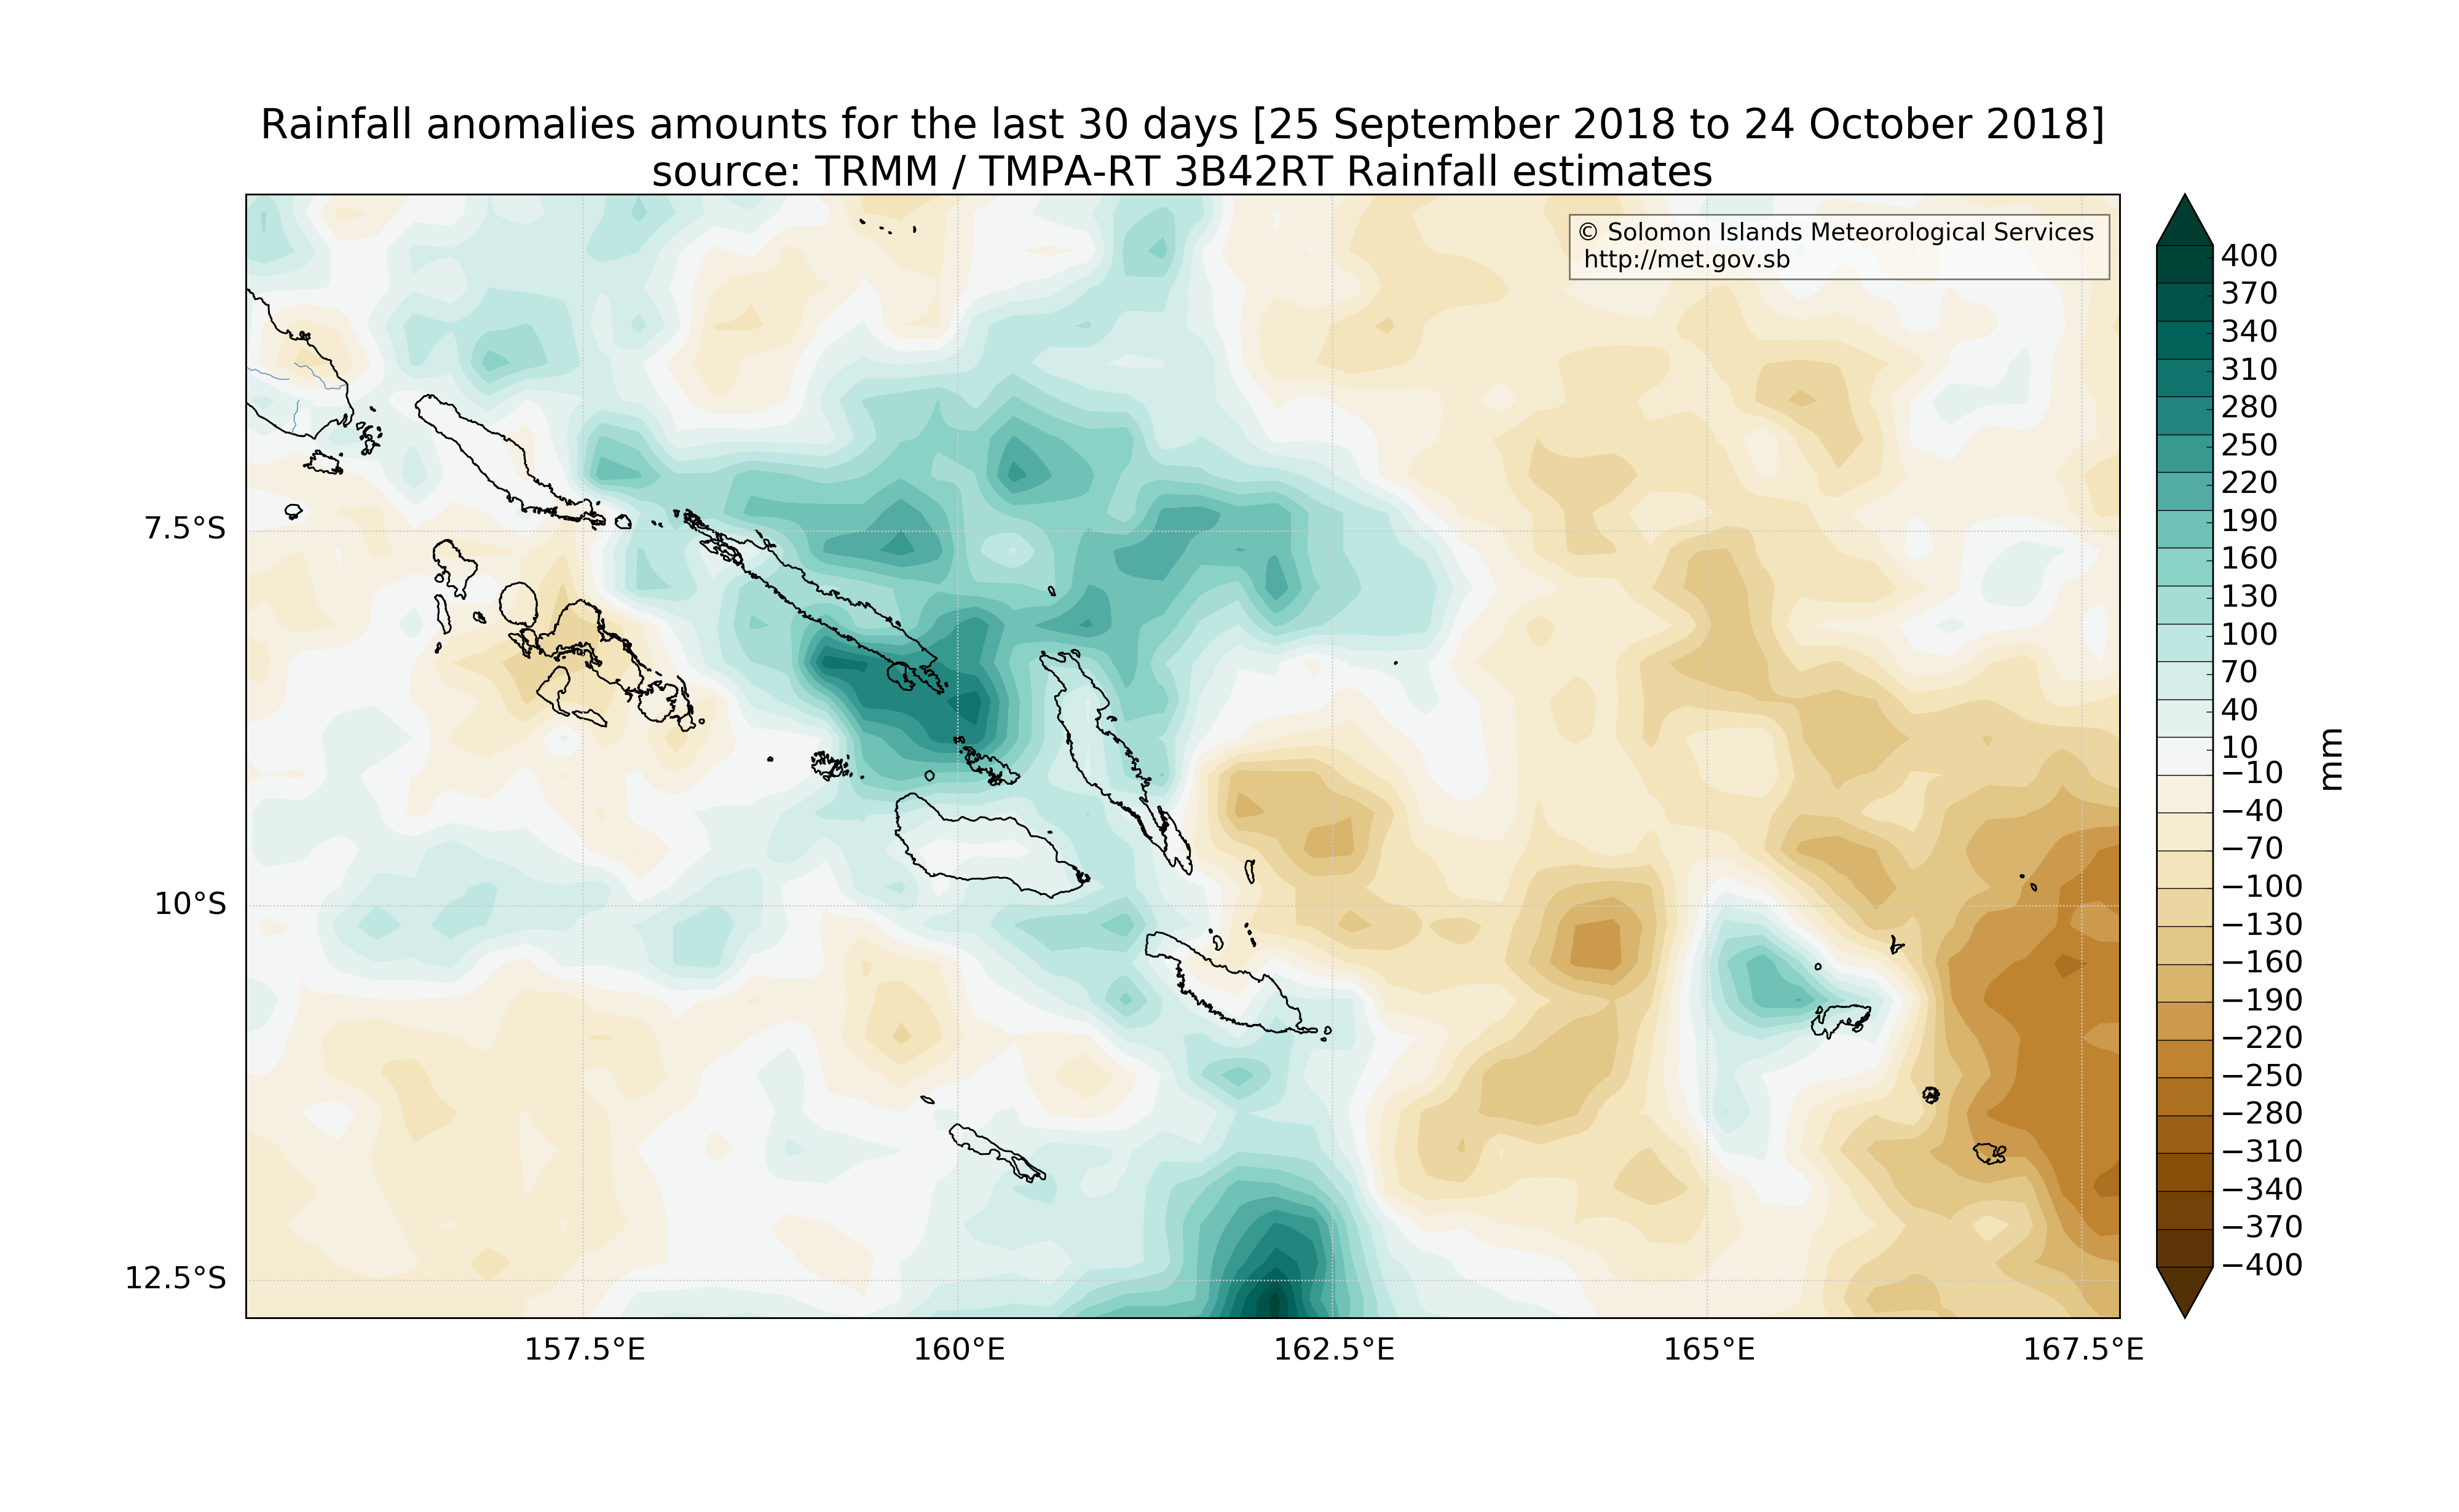 Rainfall anomalies amounts for the last 30 days [25 September 2018 to 24 October 2018]
source: TRMM / TMPA-RT 3B42RT Rainfall estimates
© Solomon Islands Meteorological Services
http://met.gov.sb
7.5°S
10°S
12.5°S
157.5°E
160°E
162.5°E
165°E
167.5°E
400
370
340
310
280
250
220
190
160
130
100
70
40
10
−10
−40
−70
−100
−130
−160
−190
−220
−250
−280
−310
−340
−370
−400
mm